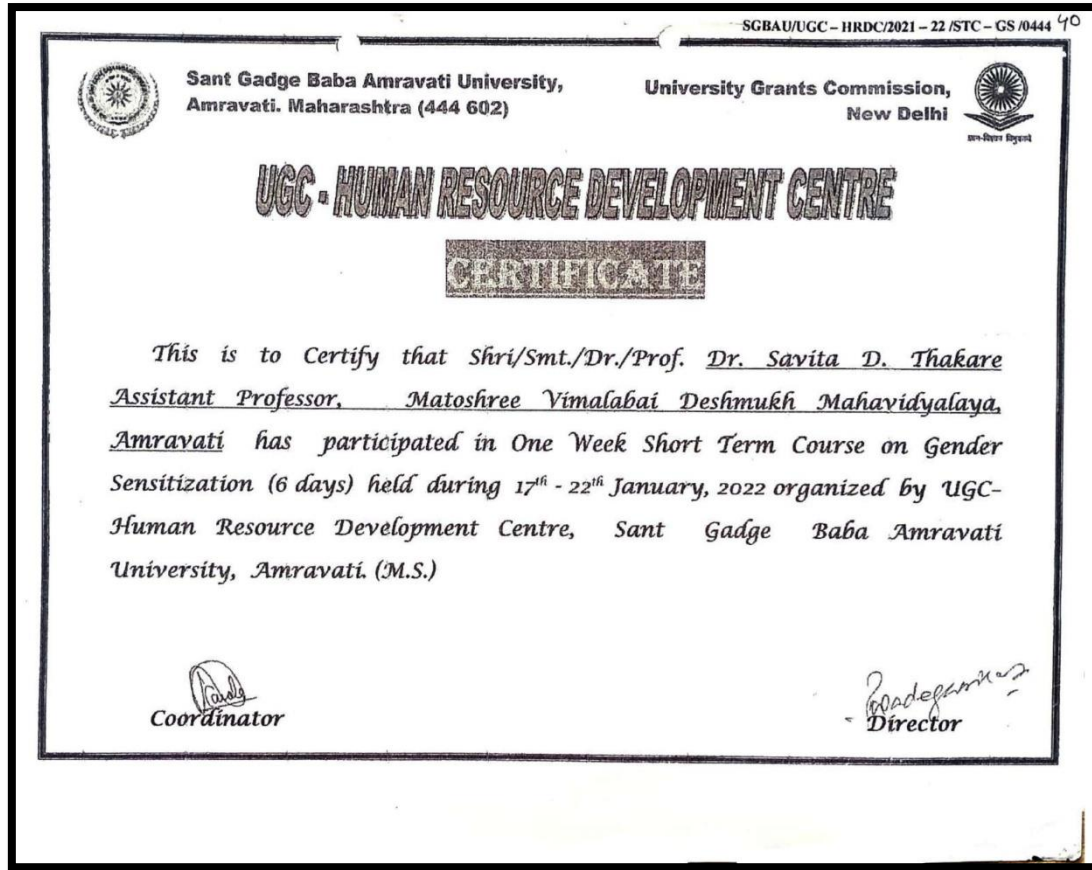 SGBAU/UGC – HRDC/2021 – 22 /STC – GS /0444 40
Sant Gadge Baba Amravati University,
Amravati. Maharashtra (444 602)
University Grants Commission,
New Delhi
ज्ञान-विज्ञान विमुक्तये
UGC - HUMAN RESOURCE DEVELOPMENT CENTRE
CERTIFICATE
This is to Certify that Shri/Smt./Dr./Prof. Dr. Savita D. Thakare
Assistant Professor, Matoshree Vimalabai Deshmukh Mahavidyalaya,
Amravati has participated in One Week Short Term Course on Gender
Sensitization (6 days) held during 17th - 22th January, 2022 organized by UGC-
Human Resource Development Centre, Sant Gadge Baba Amravati
University, Amravati. (M.S.)
Coordinator
Director